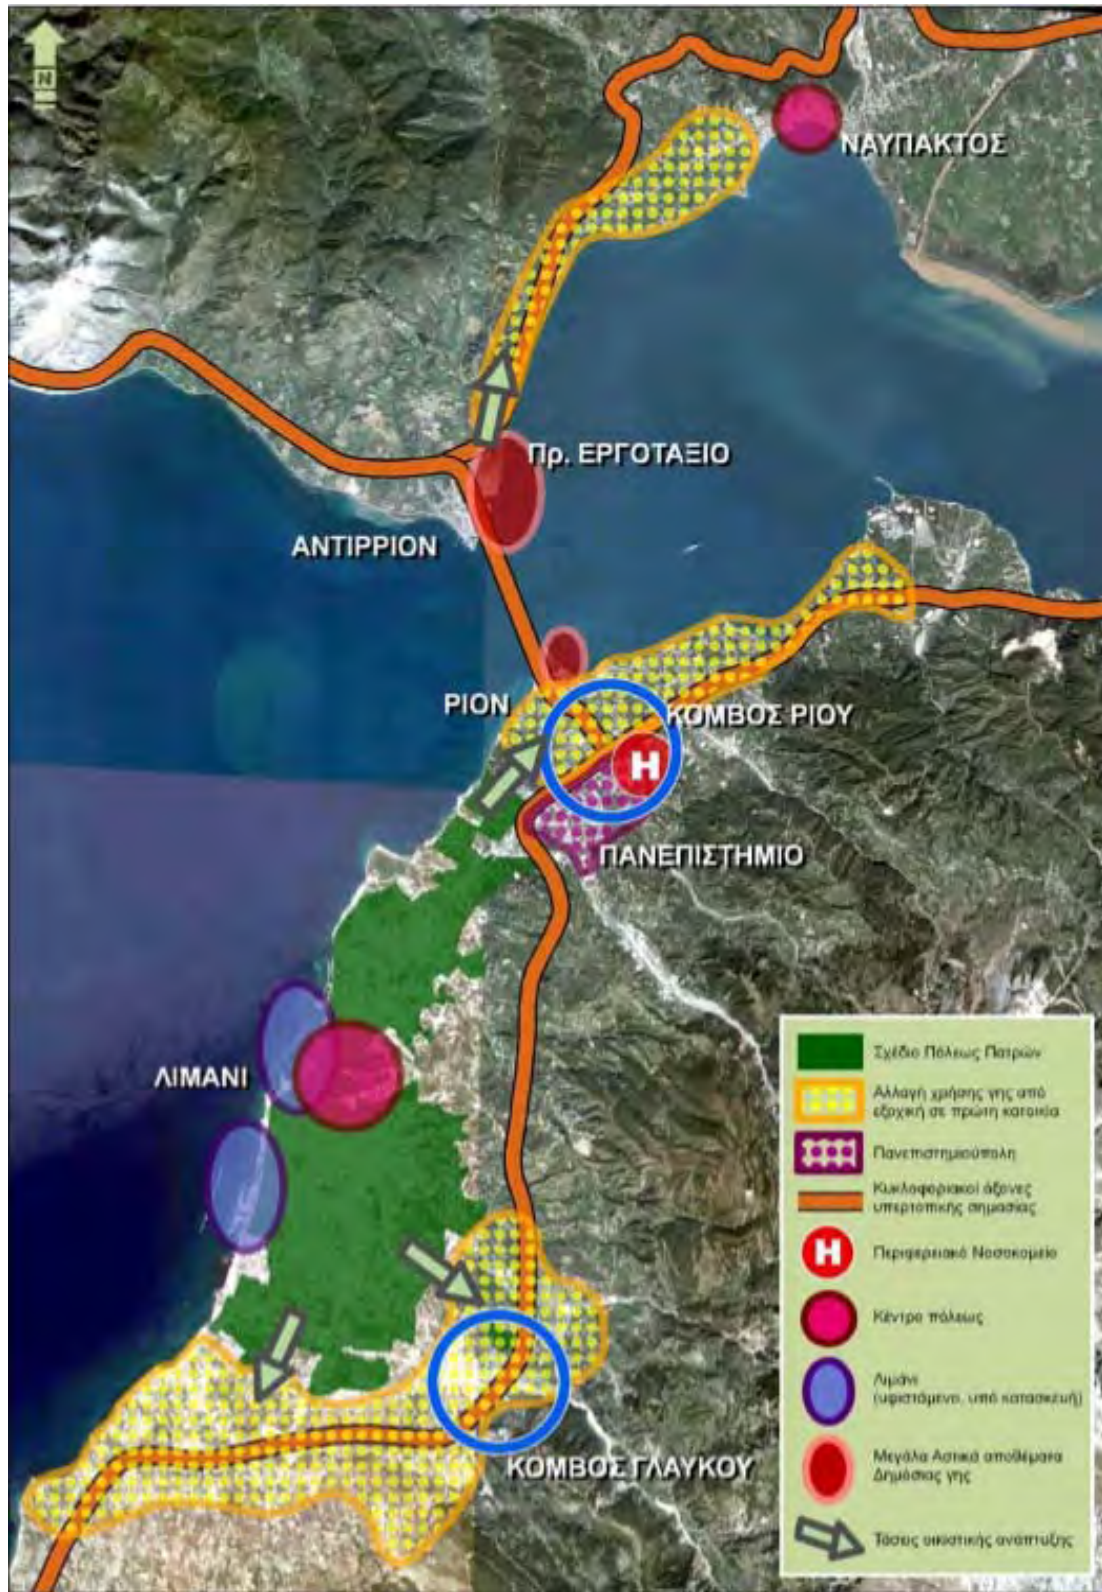 N
ΝΑΥΠΑΚΤΟΣ
Πρ. ΕΡΓΟΤΑΞΙΟ
ΑΝΤΙΡΡΙΟΝ
ΡΙΟΝ
ΚΟΜΒΟΣ ΡΙΟΥ
H
ΠΑΝΕΠΙΣΤΗΜΙΟ
ΛΙΜΑΝΙ
ΚΟΜΒΟΣ ΓΛΑΥΚΟΥ
Σχέδιο Πόλεως Πατρών
Αλλαγή χρήσης γης από
εξοχική σε πρώτη κατοικία
Πανεπιστημιούπολη
Κυκλοφοριακοί άξονες
υπερτοπικής σημασίας
H
Περιφερειακό Νοσοκομείο
Κέντρο πόλεως
Λιμάνι
(υφιστάμενο, υπό κατασκευή)
Μεγάλα Αστικά αποθέματα
Δημόσιας γης
Τάσεις οικιστικής ανάπτυξης